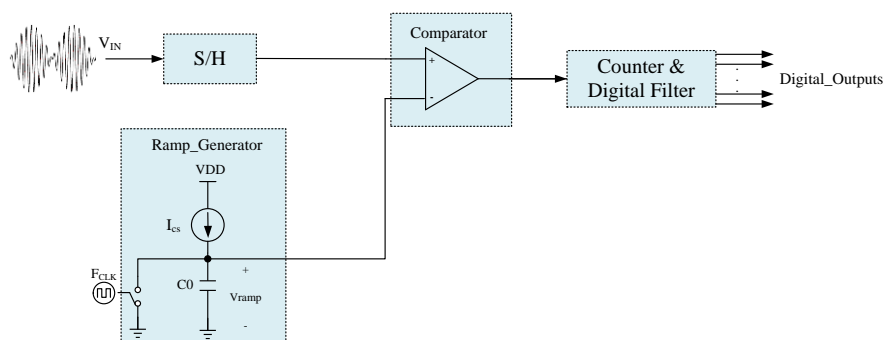 V_IN
S/H
Comparator
+
-
Counter &
Digital Filter
Digital_Outputs
Ramp_Generator
VDD
I_cs
F_CLK
C0
+
Vramp
-